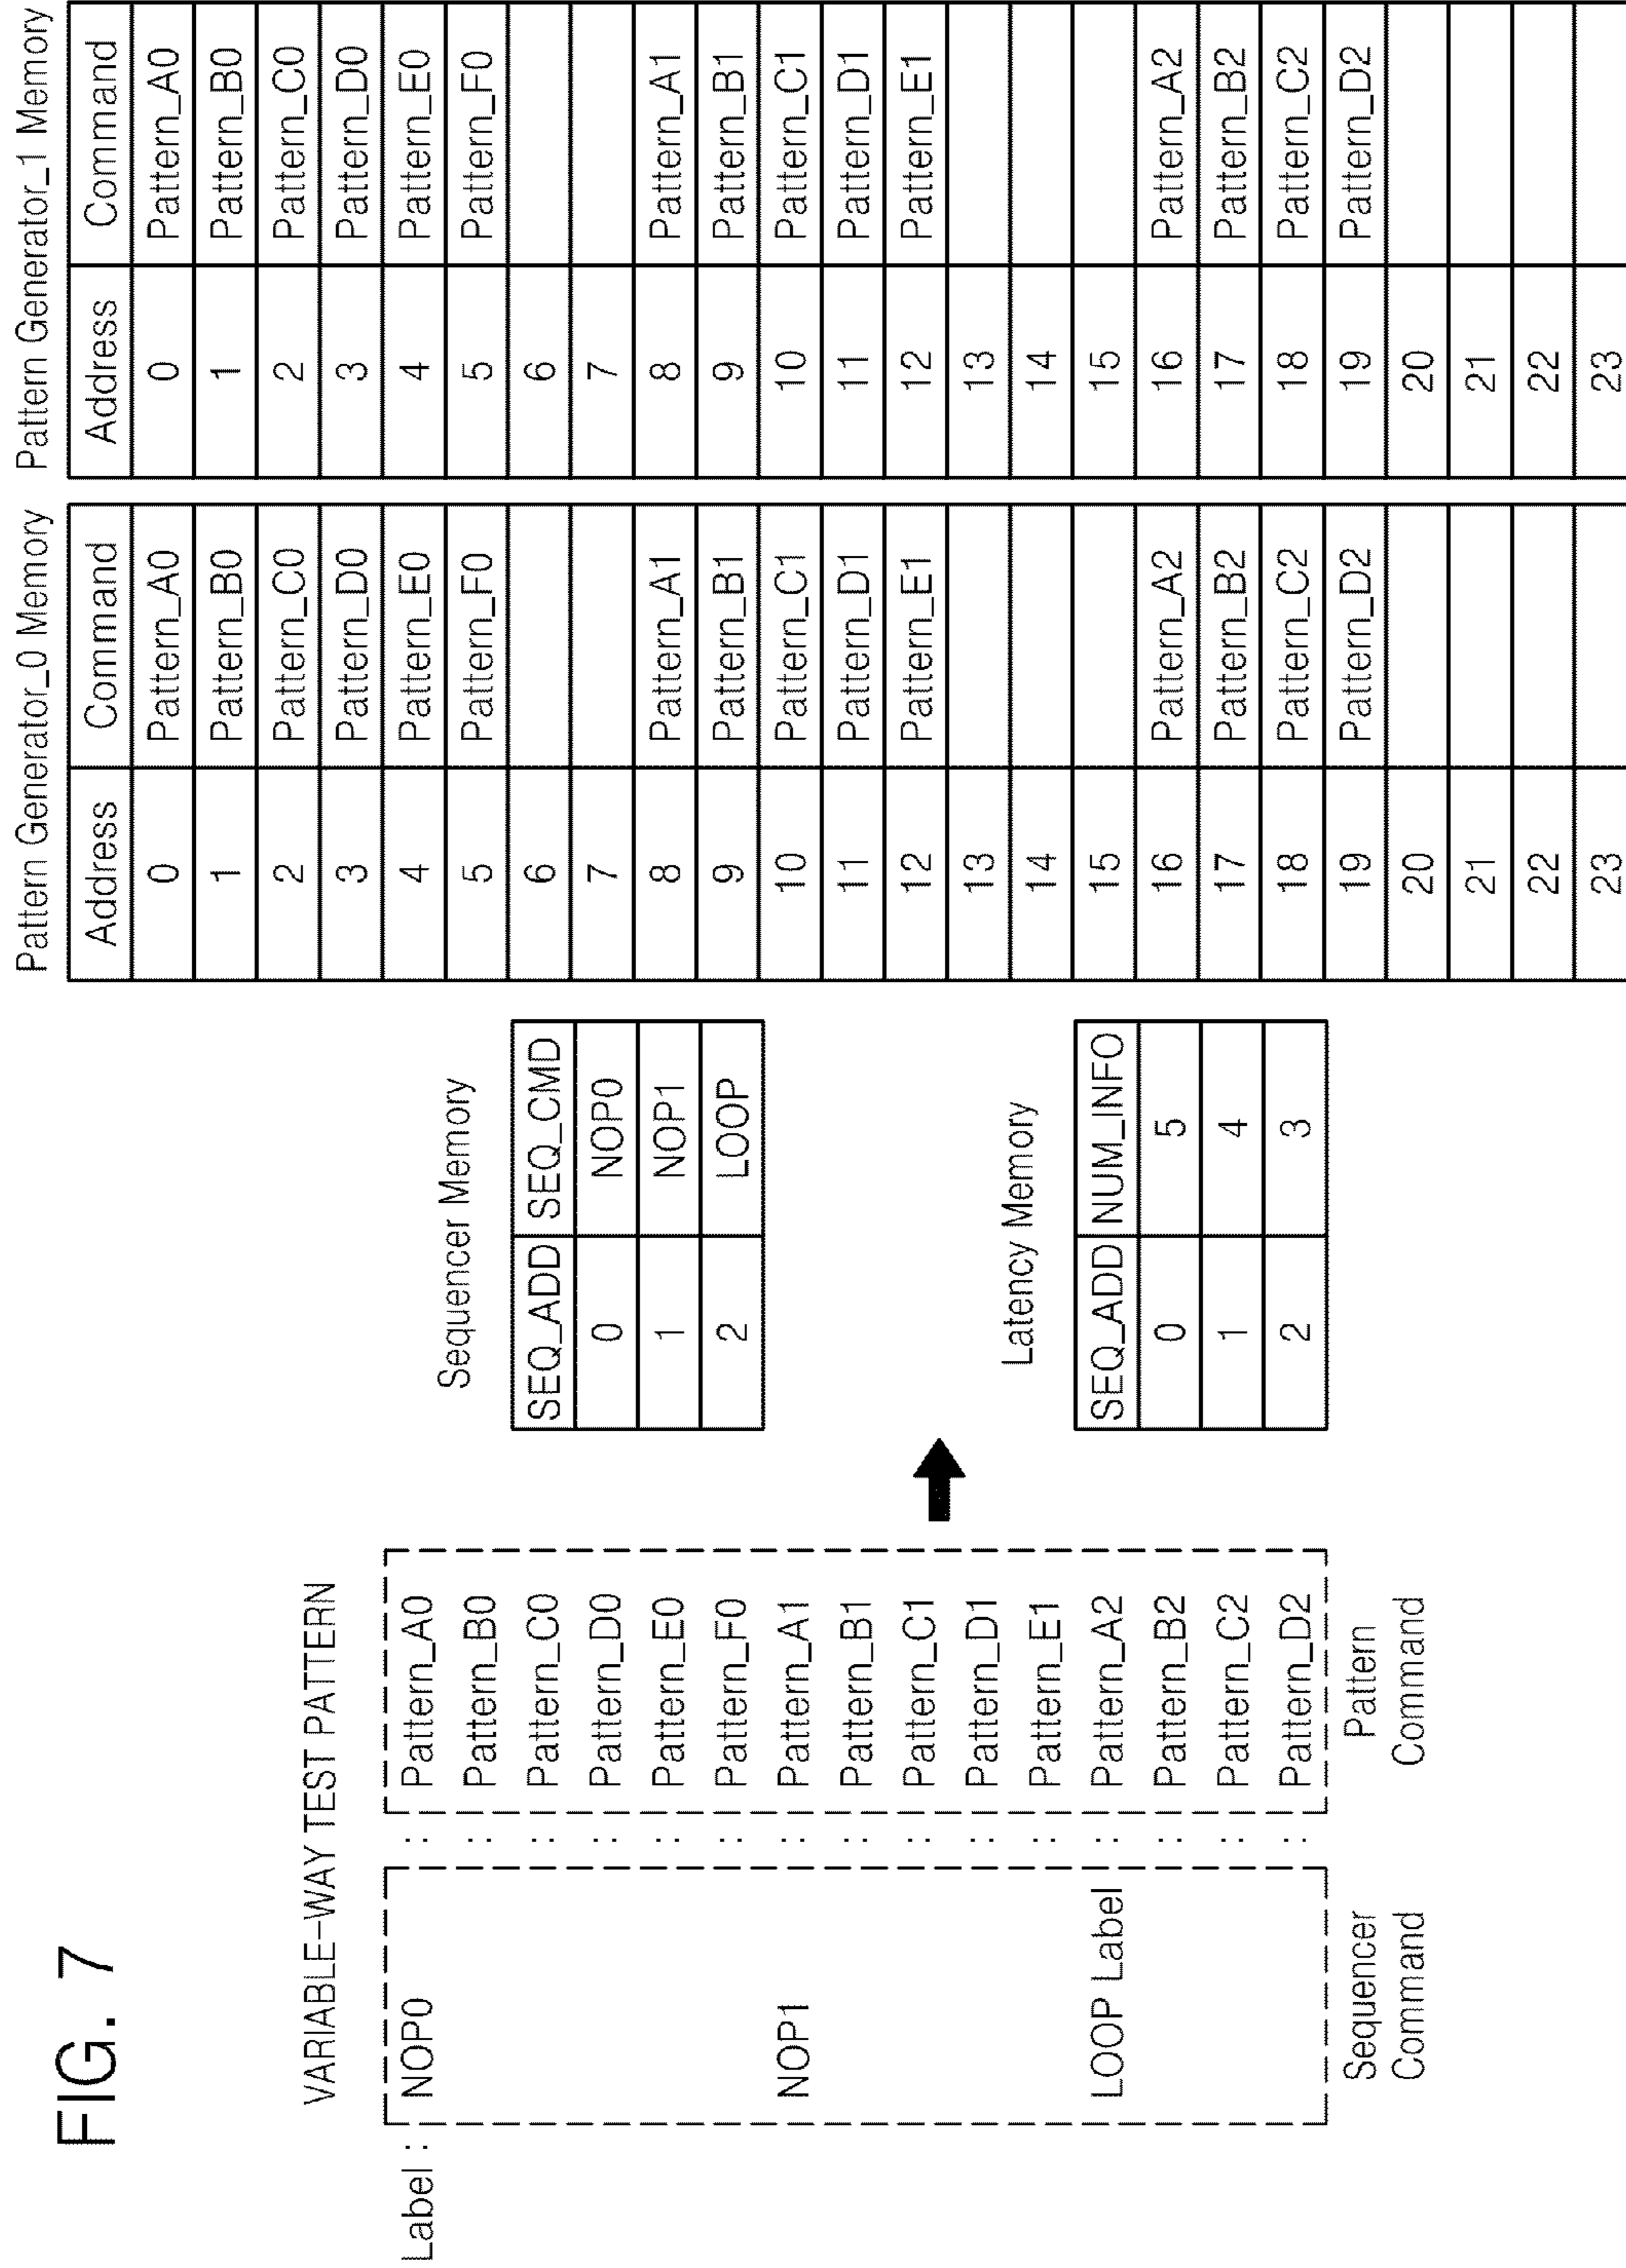 FIG. 7
VARIABLE-WAY TEST PATTERN
Label : NOP0 :: Pattern_A0
:: Pattern_B0
:: Pattern_C0
:: Pattern_D0
:: Pattern_E0
:: Pattern_F0
NOP1 :: Pattern_A1
:: Pattern_B1
:: Pattern_C1
:: Pattern_D1
:: Pattern_E1
LOOP Label :: Pattern_A2
:: Pattern_B2
:: Pattern_C2
:: Pattern_D2
Sequencer
Command
Pattern
Command
Sequencer Memory
SEQ_ADD SEQ_CMD
0 NOP0
1 NOP1
2 LOOP
Latency Memory
SEQ_ADD NUM_INFO
0 5
1 4
2 3
Pattern Generator_0 Memory
Address Command
0 Pattern_A0
1 Pattern_B0
2 Pattern_C0
3 Pattern_D0
4 Pattern_E0
5 Pattern_F0
6
7
8 Pattern_A1
9 Pattern_B1
10 Pattern_C1
11 Pattern_D1
12 Pattern_E1
13
14
15
16 Pattern_A2
17 Pattern_B2
18 Pattern_C2
19 Pattern_D2
20
21
22
23
Pattern Generator_1 Memory
Address Command
0 Pattern_A0
1 Pattern_B0
2 Pattern_C0
3 Pattern_D0
4 Pattern_E0
5 Pattern_F0
6
7
8 Pattern_A1
9 Pattern_B1
10 Pattern_C1
11 Pattern_D1
12 Pattern_E1
13
14
15
16 Pattern_A2
17 Pattern_B2
18 Pattern_C2
19 Pattern_D2
20
21
22
23